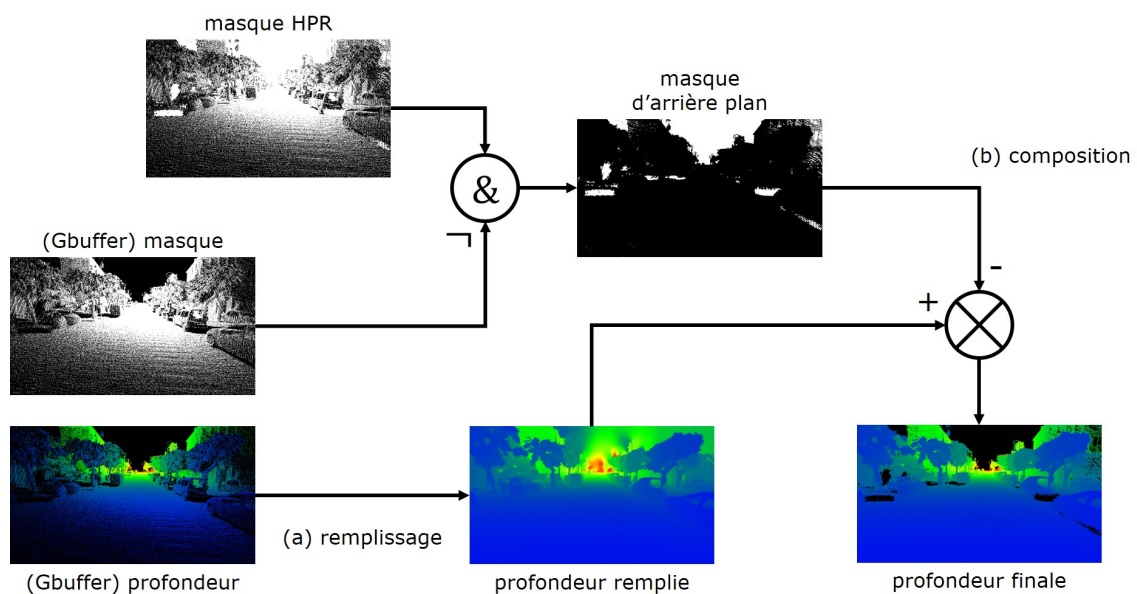 masque HPR
masque
d'arrière plan
(b) composition
&
¬
(Gbuffer) masque
-
+
(a) remplissage
(Gbuffer) profondeur
profondeur remplie
profondeur finale